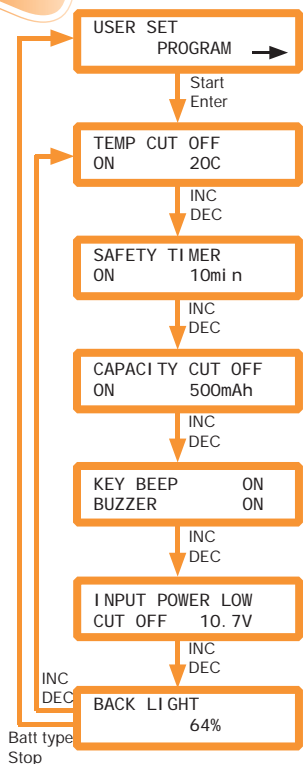 USER SET
PROGRAM
Start
Enter
TEMP CUT OFF
ON 20C
INC
DEC
SAFETY TIMER
ON 10min
INC
DEC
CAPACITY CUT OFF
ON 500mAh
INC
DEC
KEY BEEP ON
BUZZER ON
INC
DEC
INPUT POWER LOW
CUT OFF 10.7V
INC
DEC
INC
DEC
BACK LIGHT
64%
Batt type
Stop